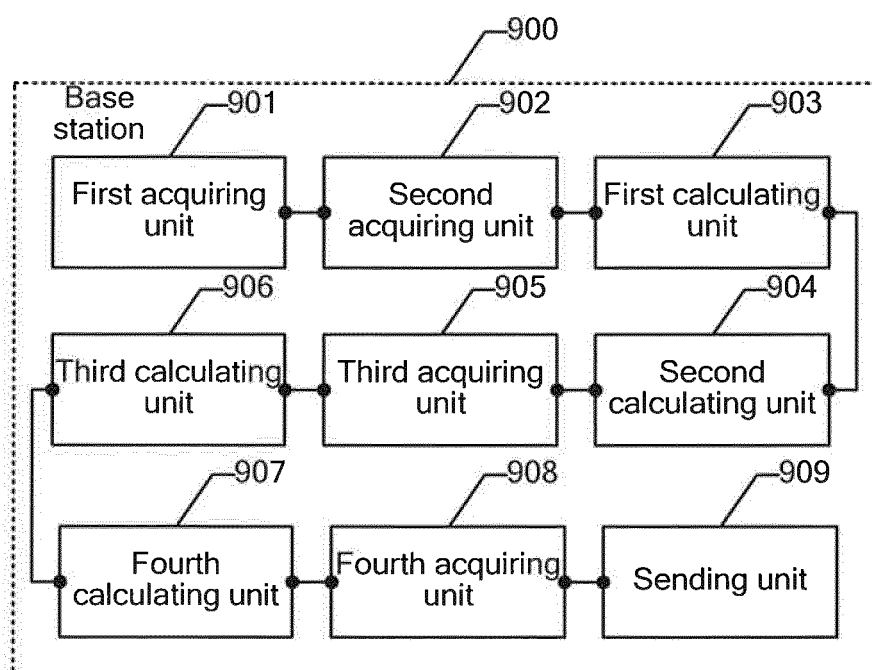 900
Base
station
901
902
903
First acquiring
unit
Second
acquiring unit
First calculating
unit
906
905
904
Third calculating
unit
Third acquiring
unit
Second
calculating unit
907
908
909
Fourth
calculating unit
Fourth acquiring
unit
Sending unit